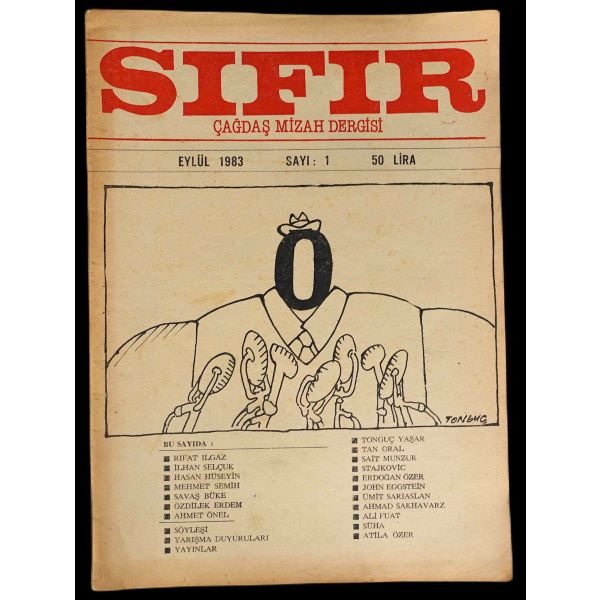 SIFIR
ÇAĞDAŞ MİZAH DERGİSİ
EYLÜL 1983 SAYI: 1 50 LİRA
0
TONGUÇ
BU SAYIDA :
RIFAT ILGAZ
İLHAN SELÇUK
HASAN HÜSEYİN
MEHMET SEMİH
SAVAŞ BÜKE
ÖZDİLEK ERDEM
AHMET ÖNEL
SÖYLEŞİ
YARIŞMA DUYURULARI
YAYINLAR
TONGUÇ YAŞAR
TAN ORAL
SAİT MUNZUR
STAJKOVİC
ERDOĞAN ÖZER
JOHN EGGSTEİN
ÜMİT SARIASLAN
AHMAD SAKHAVARZ
ALİ FUAT
SÜHA
ATİLA ÖZER